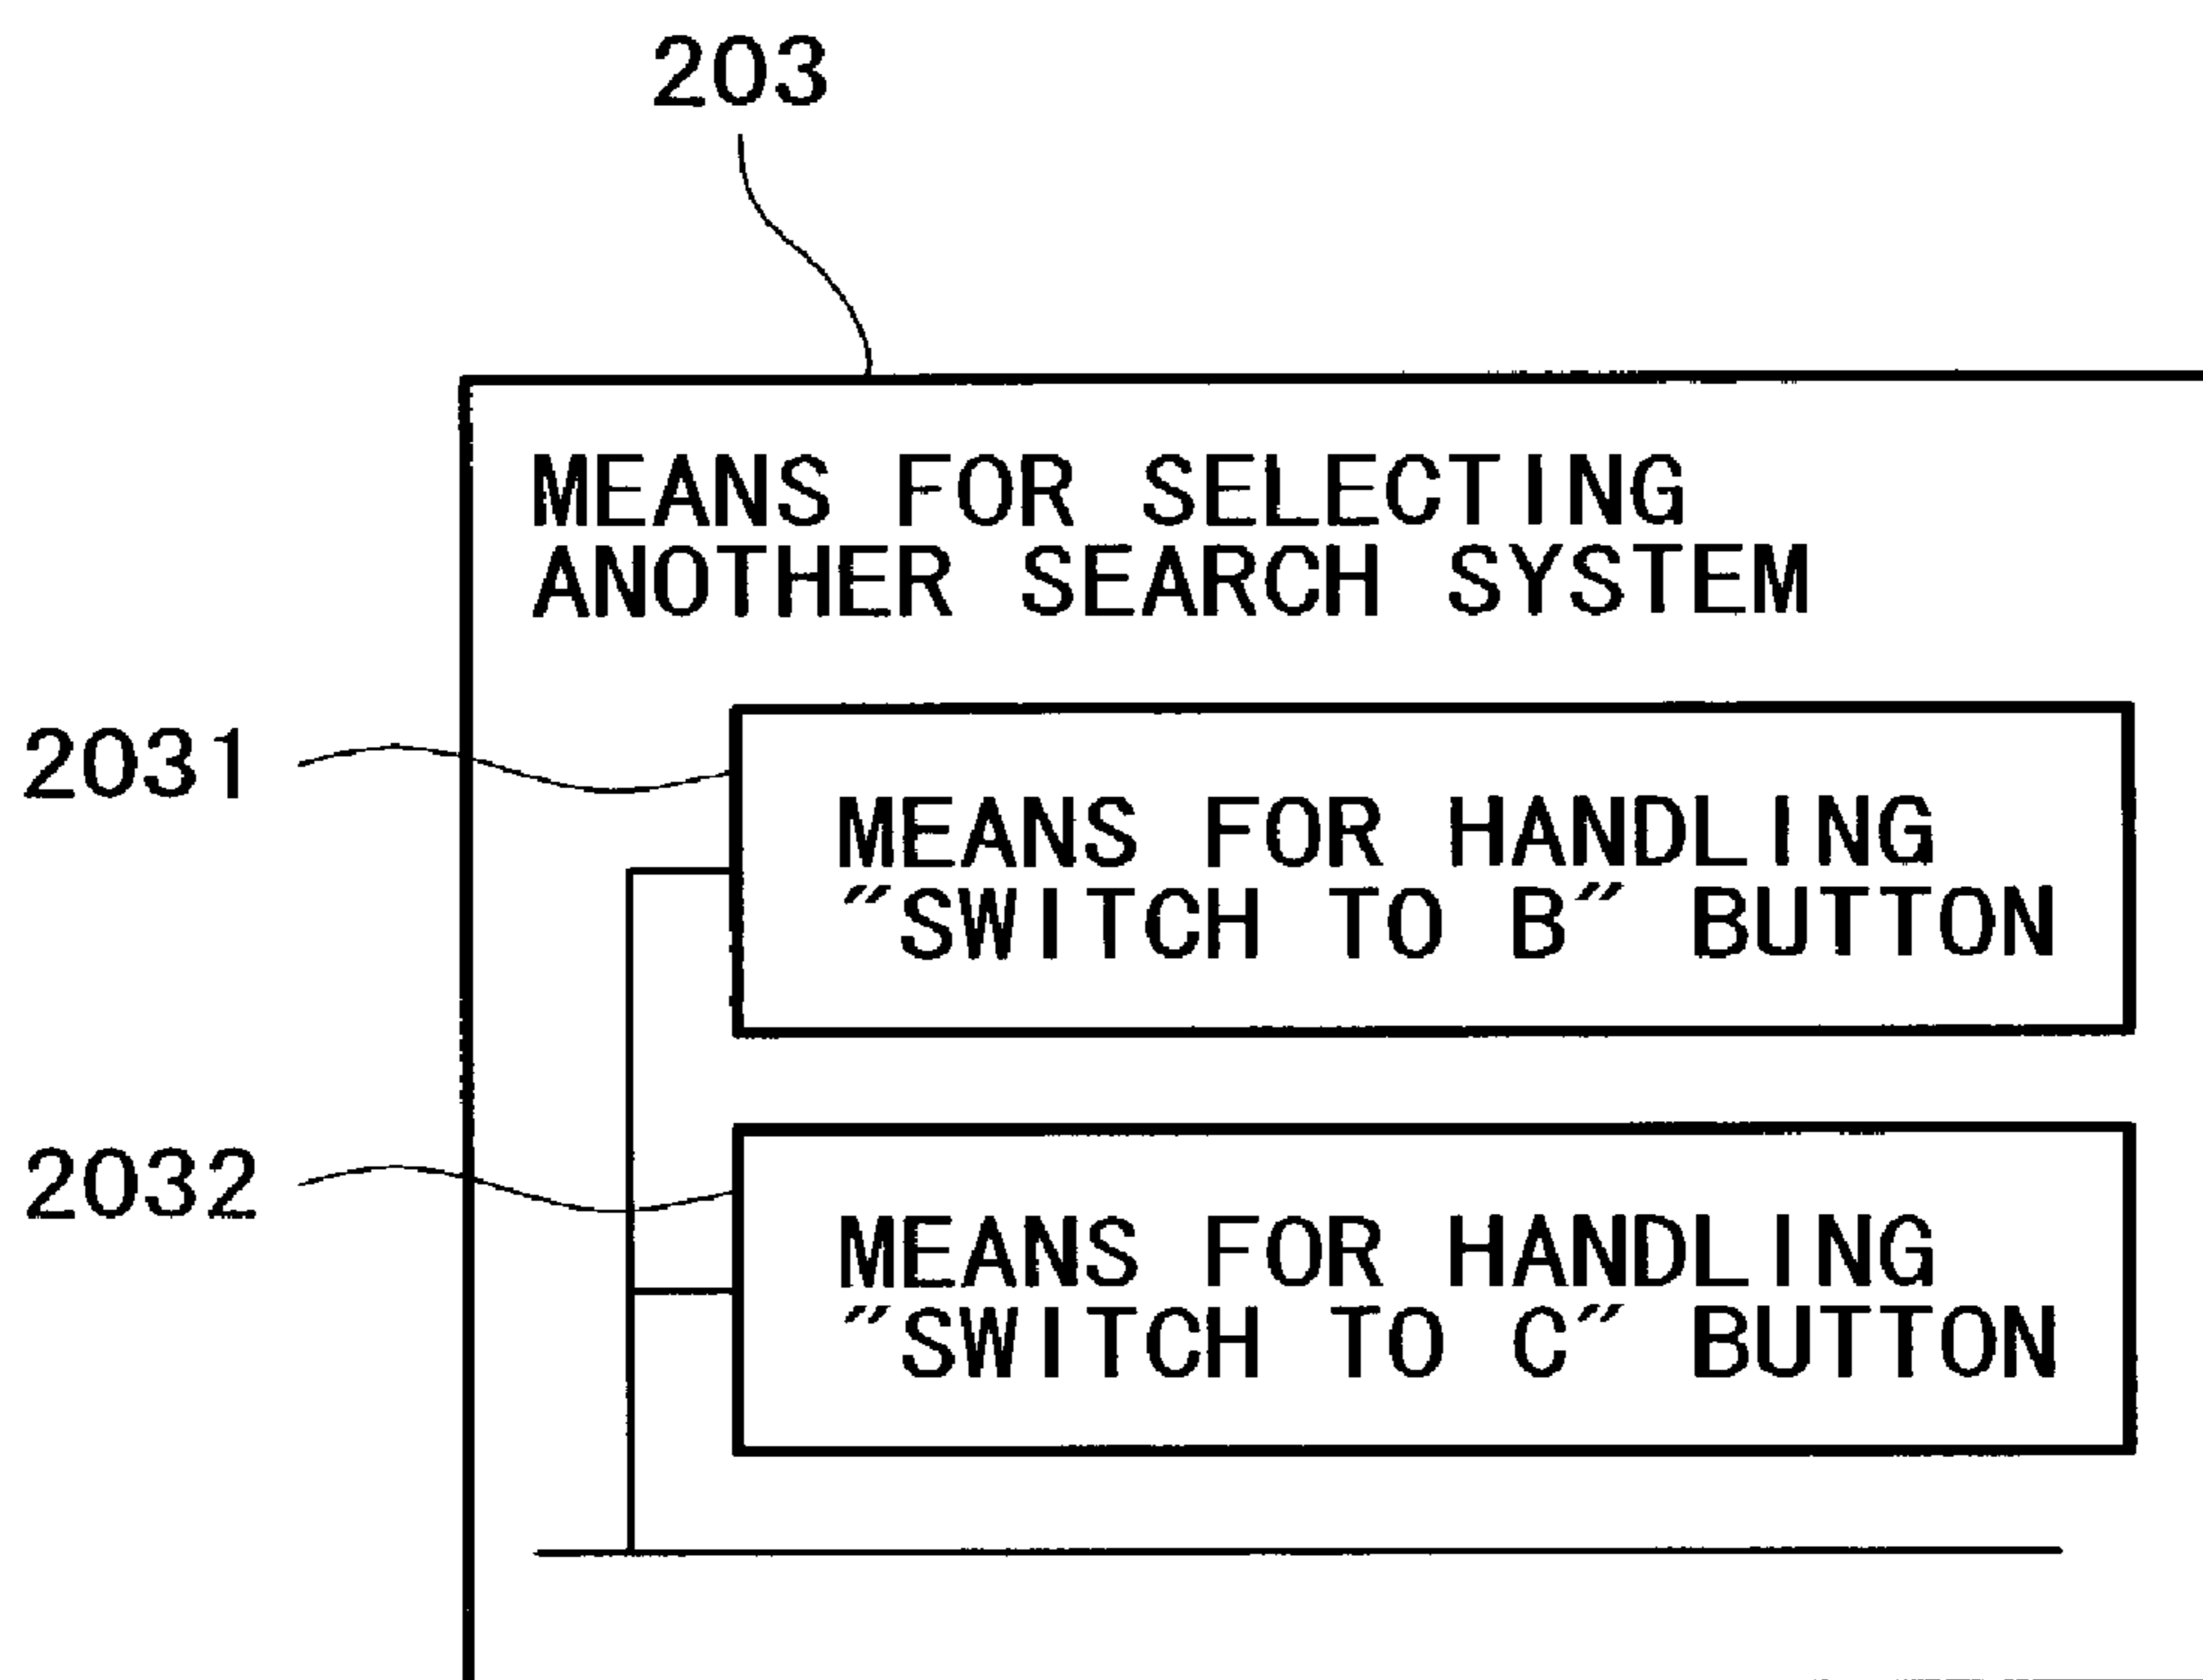 203
MEANS FOR SELECTING
ANOTHER SEARCH SYSTEM
2031
MEANS FOR HANDLING
"SWITCH TO B" BUTTON
2032
MEANS FOR HANDLING
"SWITCH TO C" BUTTON